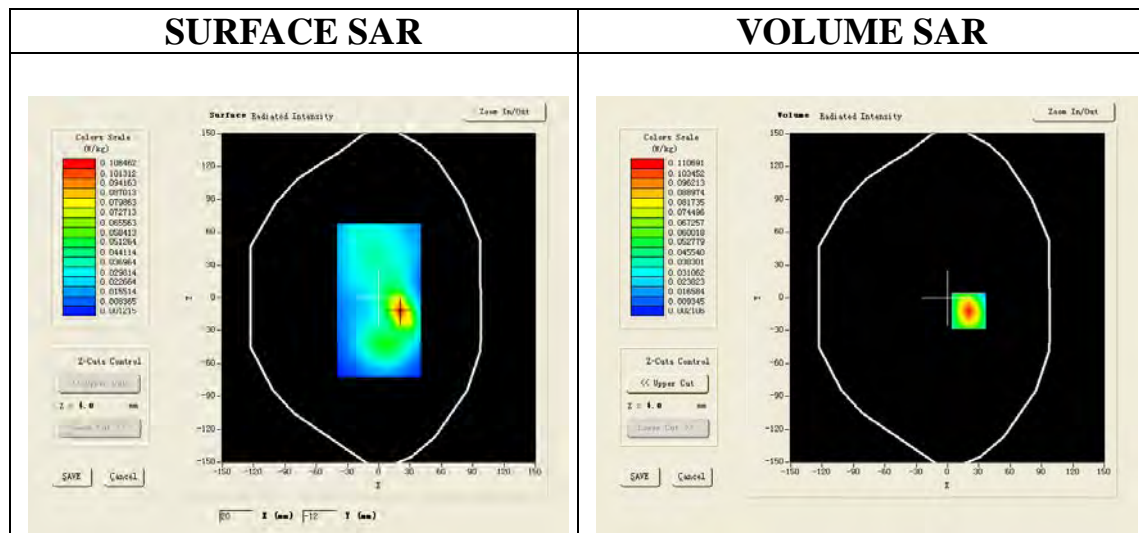 SURFACE SAR
VOLUME SAR
Surface Radiated Intensity
Zoom In/Out
Colors Scale
(W/kg)
0.108462
0.101312
0.094163
0.087013
0.079863
0.072713
0.065563
0.058413
0.051264
0.044114
0.036964
0.029814
0.022664
0.015514
0.008365
0.001215
150
120
90
60
30
0
-30
-60
-90
-120
-150
Y
-150 -120 -90 -60 -30 0 30 60 90 120 150
X
Z-Cuts Control
Z = 4.0 mm
SAVE Cancel
20 X (mm) -12 Y (mm)
Volume Radiated Intensity
Zoom In/Out
Colors Scale
(W/kg)
0.110691
0.103452
0.096213
0.088974
0.081735
0.074496
0.067257
0.060018
0.052779
0.045540
0.038301
0.031062
0.023823
0.016584
0.009345
0.002106
150
120
90
60
30
0
-30
-60
-90
-120
-150
Y
-150 -120 -90 -60 -30 0 30 60 90 120 150
X
Z-Cuts Control
<< Upper Cut
Z = 4.0 mm
Lower Cut >>
SAVE Cancel